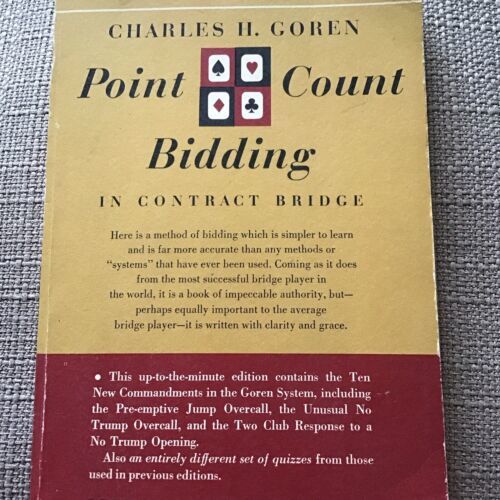 CHARLES H. GOREN
Point Count
Bidding
IN CONTRACT BRIDGE
Here is a method of bidding which is simpler to learn
and is far more accurate than any methods or
“systems” that have ever been used. Coming as it does
from the most successful bridge player in
the world, it is a book of impeccable authority, but—
perhaps equally important to the average
bridge player—it is written with clarity and grace.
• This up-to-the-minute edition contains the Ten
New Commandments in the Goren System, including
the Pre-emptive Jump Overcall, the Unusual No
Trump Overcall, and the Two Club Response to a
No Trump Opening.
Also an entirely different set of quizzes from those
used in previous editions.